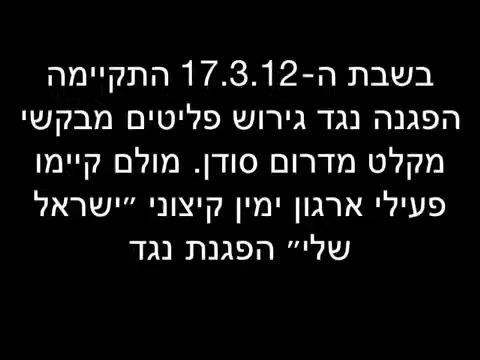 בשבת ה-17.3.12 התקיימה
הפגנה נגד גירוש פליטים מבקשי
מקלט מדרום סודן. מולם קיימו
פעילי ארגון ימין קיצוני ״ישראל
שלי״ הפגנת נגד